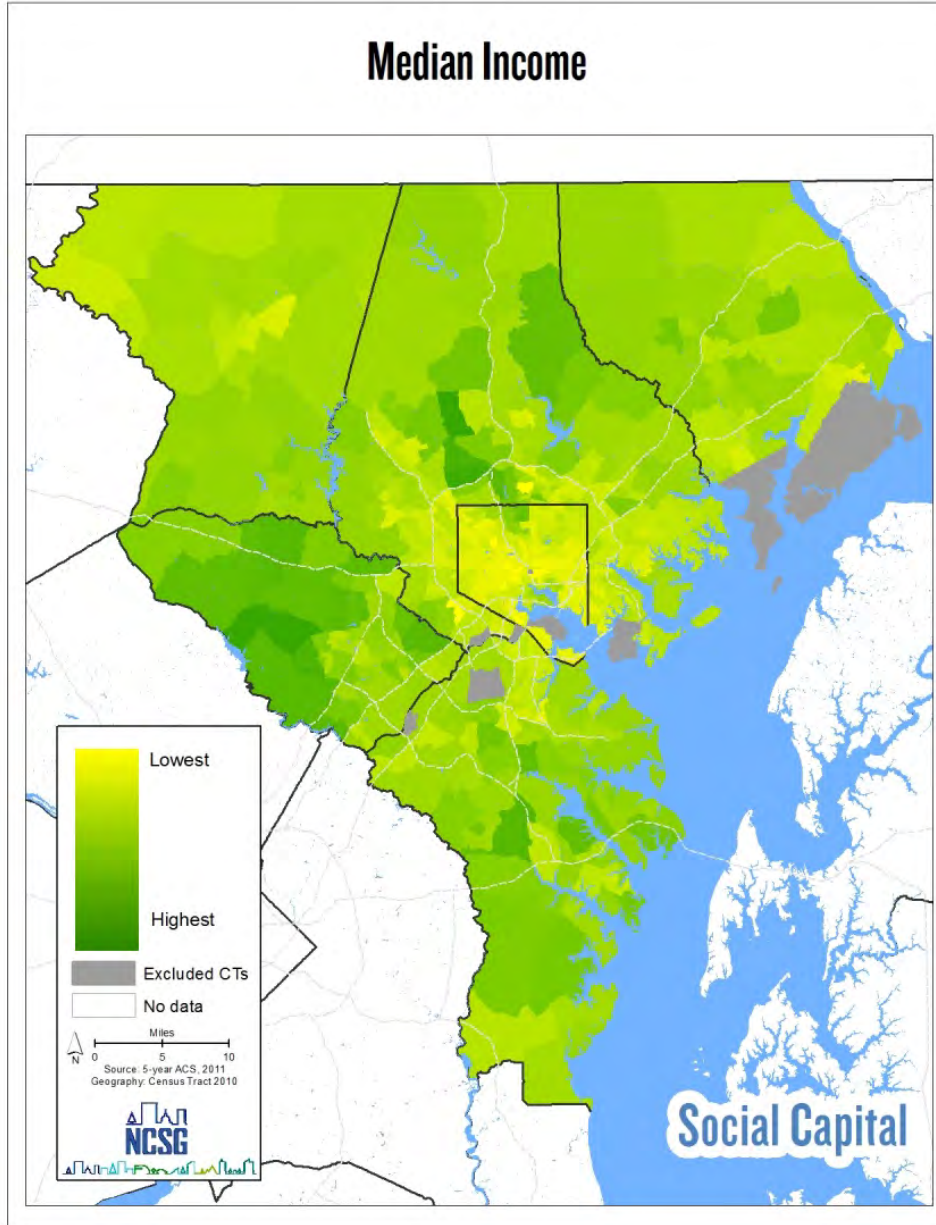 Median Income
Lowest
Highest
Excluded CTs
No data
Miles
N
0 5 10
Source: 5-year ACS, 2011
Geography: Census Tract 2010
NCSG
Social Capital